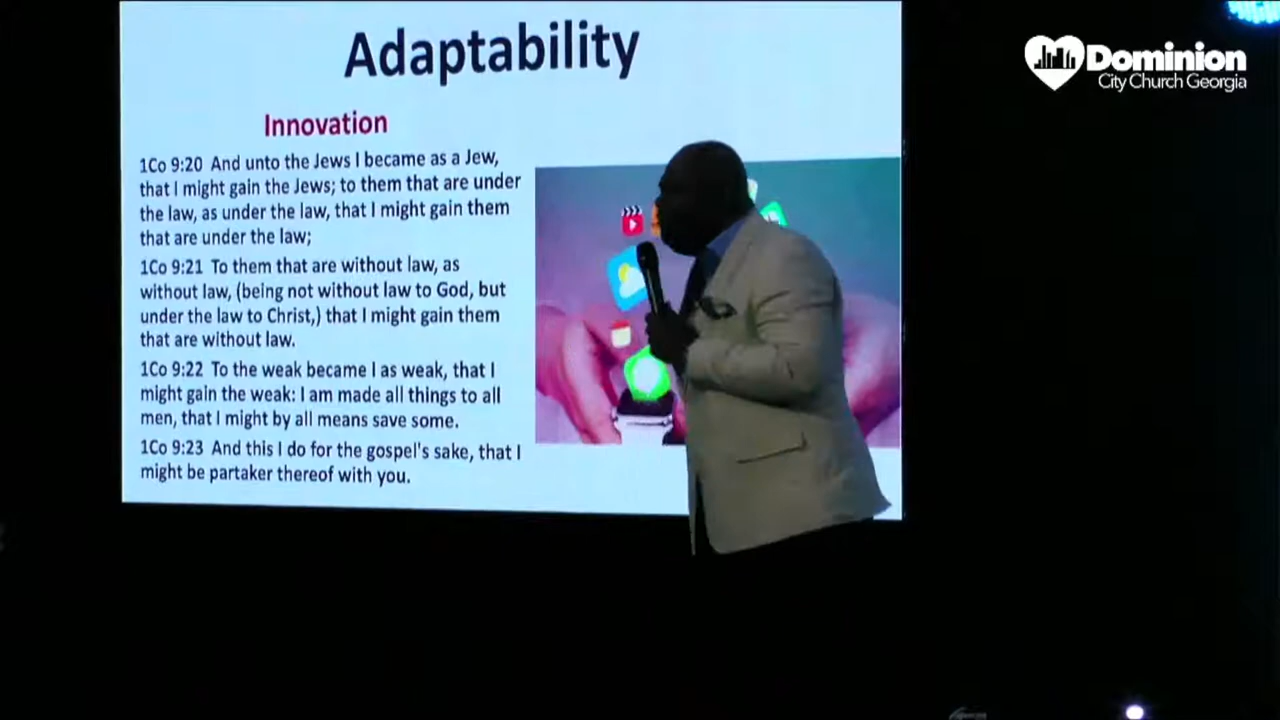 Adaptability
Dominion
City Church Georgia
Innovation
1Co 9:20 And unto the Jews I became as a Jew,
that I might gain the Jews; to them that are under
the law, as under the law, that I might gain them
that are under the law;
1Co 9:21 To them that are without law, as
without law, (being not without law to God, but
under the law to Christ,) that I might gain them
that are without law.
1Co 9:22 To the weak became I as weak, that I
might gain the weak: I am made all things to all
men, that I might by all means save some.
1Co 9:23 And this I do for the gospel's sake, that I
might be partaker thereof with you.